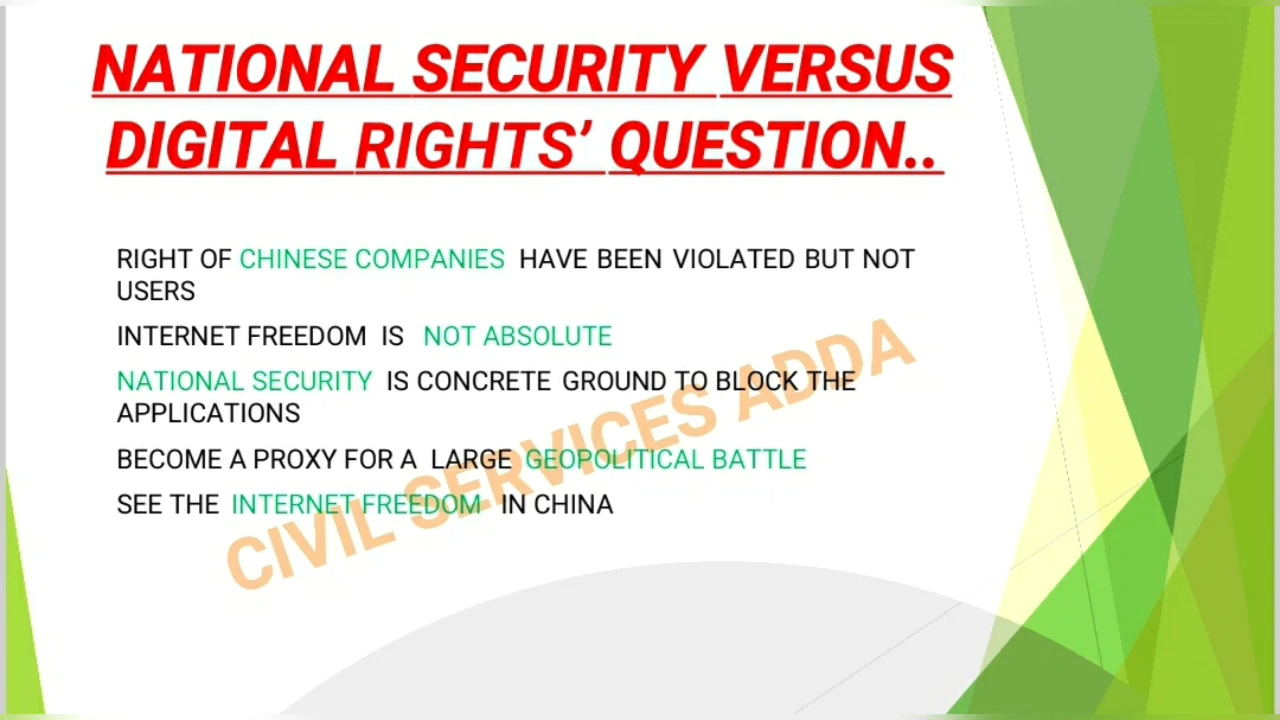 NATIONAL SECURITY VERSUS
DIGITAL RIGHTS’ QUESTION..
RIGHT OF CHINESE COMPANIES HAVE BEEN VIOLATED BUT NOT
USERS
INTERNET FREEDOM IS NOT ABSOLUTE
NATIONAL SECURITY IS CONCRETE GROUND TO BLOCK THE
APPLICATIONS
BECOME A PROXY FOR A LARGE GEOPOLITICAL BATTLE
SEE THE INTERNET FREEDOM IN CHINA
CIVIL SERVICES ADDA